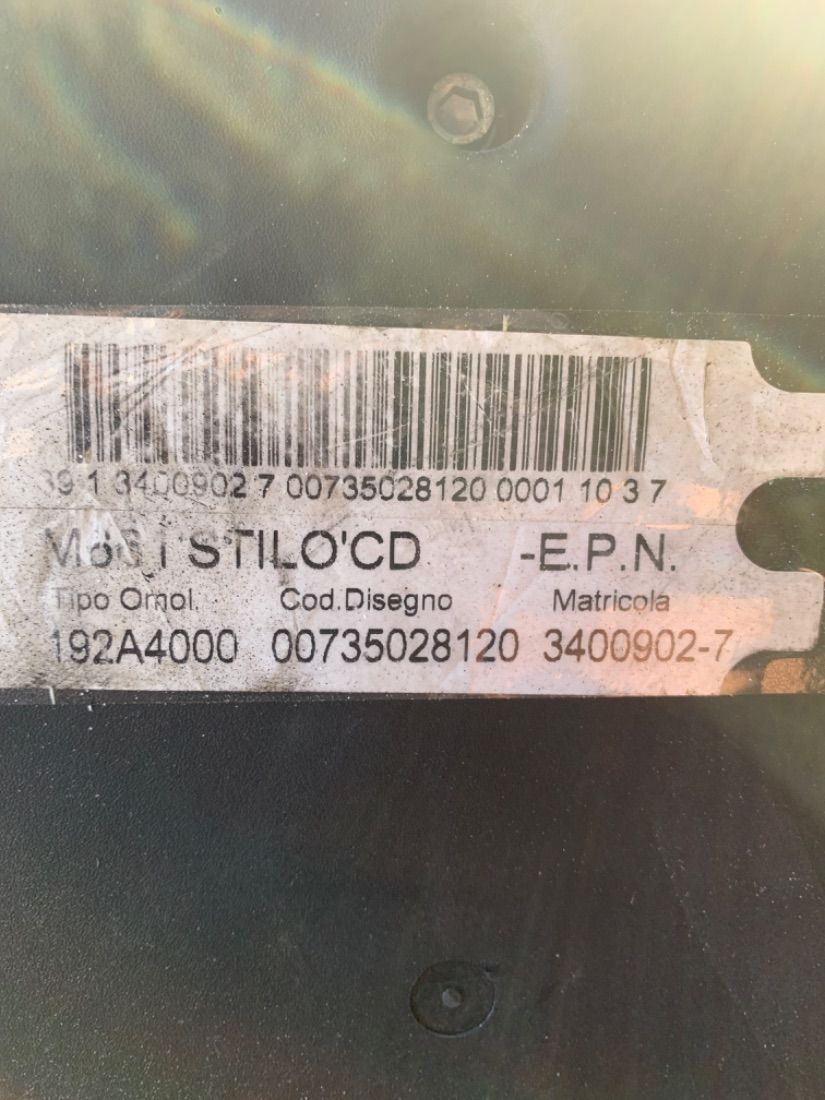 39 1 3400902 7 00735028120 0001 10 3 7
STILO'CD -E.P.N.
Tipo Omol. Cod.Disegno Matricola
192A4000 00735028120 3400902-7